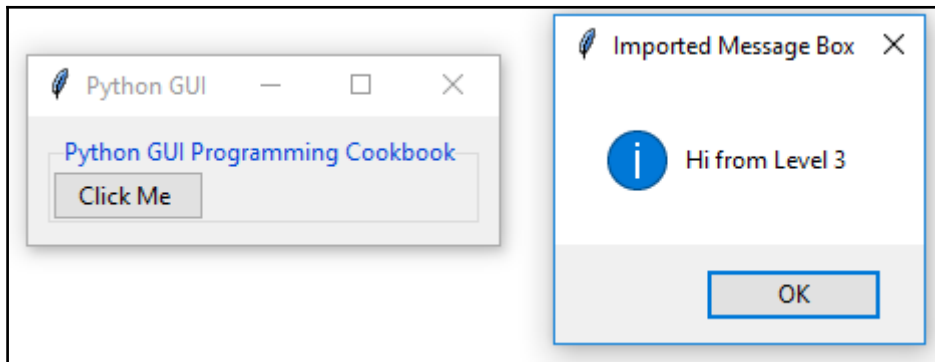 Python GUI
Python GUI Programming Cookbook
Click Me
Imported Message Box
Hi from Level 3
OK